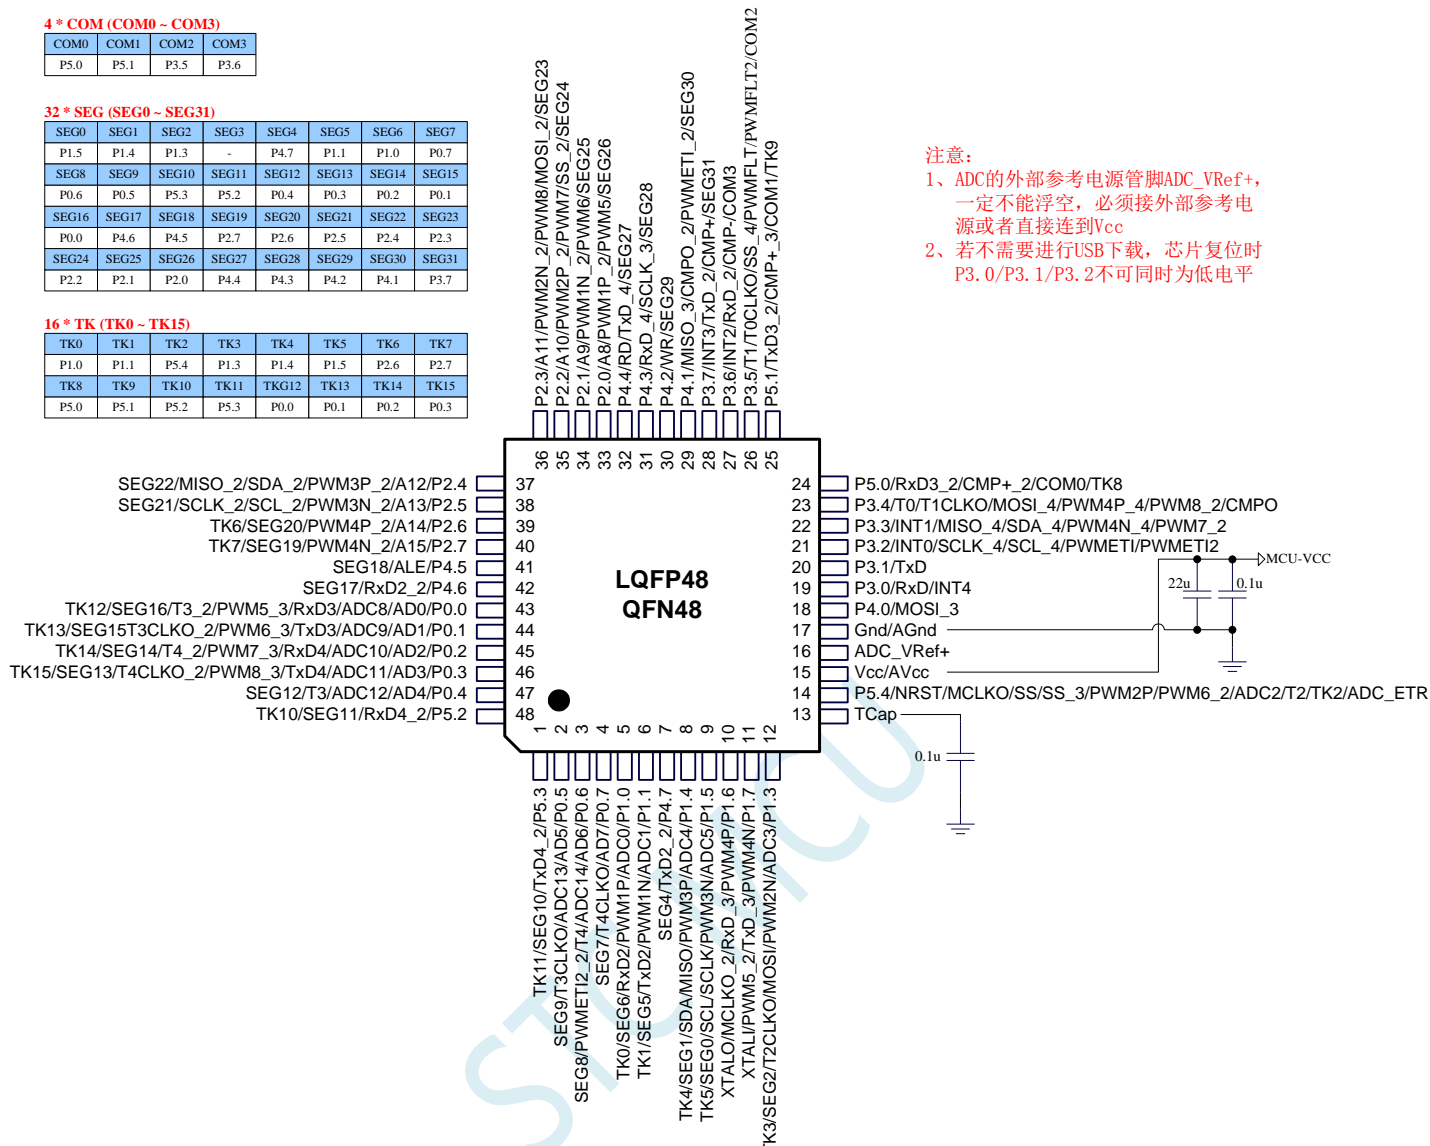 4 * COM (COM0 ~ COM3)
COM0 COM1 COM2 COM3
P5.0 P5.1 P3.5 P3.6
32 * SEG (SEG0 ~ SEG31)
SEG0 SEG1 SEG2 SEG3 SEG4 SEG5 SEG6 SEG7
P1.5 P1.4 P1.3 - P4.7 P1.1 P1.0 P0.7
SEG8 SEG9 SEG10 SEG11 SEG12 SEG13 SEG14 SEG15
P0.6 P0.5 P5.3 P5.2 P0.4 P0.3 P0.2 P0.1
SEG16 SEG17 SEG18 SEG19 SEG20 SEG21 SEG22 SEG23
P0.0 P4.6 P4.5 P2.7 P2.6 P2.5 P2.4 P2.3
SEG24 SEG25 SEG26 SEG27 SEG28 SEG29 SEG30 SEG31
P2.2 P2.1 P2.0 P4.4 P4.3 P4.2 P4.1 P3.7
16 * TK (TK0 ~ TK15)
TK0 TK1 TK2 TK3 TK4 TK5 TK6 TK7
P1.0 P1.1 P5.4 P1.3 P1.4 P1.5 P2.6 P2.7
TK8 TK9 TK10 TK11 TKG12 TK13 TK14 TK15
P5.0 P5.1 P5.2 P5.3 P0.0 P0.1 P0.2 P0.3
注意：
1、ADC的外部参考电源管脚ADC_VRef+，
一定不能浮空，必须接外部参考电
源或者直接连到Vcc
2、若不需要进行USB下载，芯片复位时
P3.0/P3.1/P3.2不可同时为低电平
P2.3/A11/PWM2N_2/PWM8/MOSI_2/SEG23
P2.2/A10/PWM2P_2/PWM7/SS_2/SEG24
P2.1/A9/PWM1N_2/PWM6/SEG25
P2.0/A8/PWM1P_2/PWM5/SEG26
P4.4/RD/TxD_4/SEG27
P4.3/RxD_4/SCLK_3/SEG28
P4.2/WR/SEG29
P4.1/MISO_3/CMPO_2/PWMETI_2/SEG30
P3.7/INT3/TxD_2/CMP+/SEG31
P3.6/INT2/RxD_2/CMP-/COM3
P3.5/T1/T0CLKO/SS_4/PWMFLT/PWMFLT2/COM2
P5.1/TxD3_2/CMP+_3/COM1/TK9
36 35 34 33 32 31 30 29 28 27 26 25
SEG22/MISO_2/SDA_2/PWM3P_2/A12/P2.4 37
SEG21/SCLK_2/SCL_2/PWM3N_2/A13/P2.5 38
TK6/SEG20/PWM4P_2/A14/P2.6 39
TK7/SEG19/PWM4N_2/A15/P2.7 40
SEG18/ALE/P4.5 41
SEG17/RxD2_2/P4.6 42
TK12/SEG16/T3_2/PWM5_3/RxD3/ADC8/AD0/P0.0 43
TK13/SEG15T3CLKO_2/PWM6_3/TxD3/ADC9/AD1/P0.1 44
TK14/SEG14/T4_2/PWM7_3/RxD4/ADC10/AD2/P0.2 45
TK15/SEG13/T4CLKO_2/PWM8_3/TxD4/ADC11/AD3/P0.3 46
SEG12/T3/ADC12/AD4/P0.4 47
TK10/SEG11/RxD4_2/P5.2 48
LQFP48
QFN48
24 P5.0/RxD3_2/CMP+_2/COM0/TK8
23 P3.4/T0/T1CLKO/MOSI_4/PWM4P_4/PWM8_2/CMPO
22 P3.3/INT1/MISO_4/SDA_4/PWM4N_4/PWM7_2
21 P3.2/INT0/SCLK_4/SCL_4/PWMETI/PWMETI2
20 P3.1/TxD
19 P3.0/RxD/INT4
18 P4.0/MOSI_3
17 Gnd/AGnd
16 ADC_VRef+
15 Vcc/AVcc
14 P5.4/NRST/MCLKO/SS/SS_3/PWM2P/PWM6_2/ADC2/T2/TK2/ADC_ETR
13 TCap
MCU-VCC
22u
0.1u
0.1u
1 2 3 4 5 6 7 8 9 10 11 12
TK11/SEG10/TxD4_2/P5.3
SEG9/T3CLKO/ADC13/AD5/P0.5
SEG8/PWMETI2_2/T4/ADC14/AD6/P0.6
SEG7/T4CLKO/AD7/P0.7
TK0/SEG6/RxD2/PWM1P/ADC0/P1.0
TK1/SEG5/TxD2/PWM1N/ADC1/P1.1
SEG4/TxD2_2/P4.7
TK4/SEG1/SDA/MISO/PWM3P/ADC4/P1.4
TK5/SEG0/SCL/SCLK/PWM3N/ADC5/P1.5
XTALO/MCLKO_2/RxD_3/PWM4P/P1.6
XTALI/PWM5_2/TxD_3/PWM4N/P1.7
TK3/SEG2/T2CLKO/MOSI/PWM2N/ADC3/P1.3
STCMCU